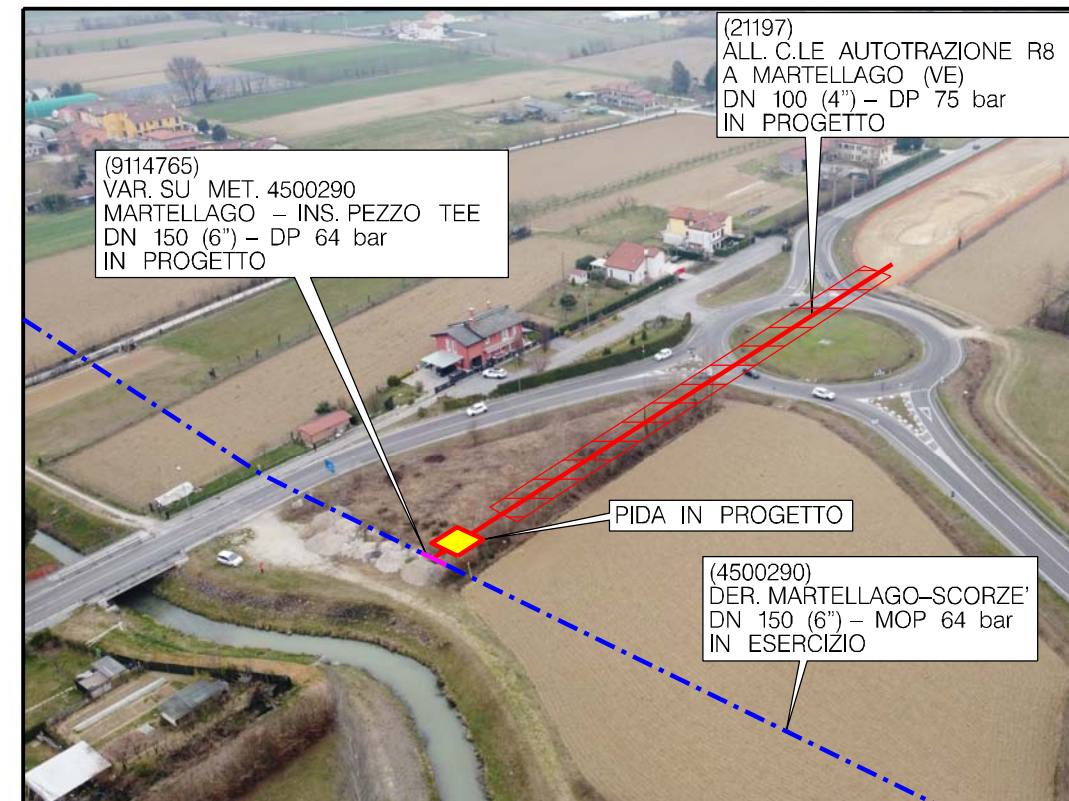 (21197)
ALL. C.LE AUTOTRAZIONE R8
A MARTELLAGO (VE)
DN 100 (4") – DP 75 bar
IN PROGETTO
(9114765)
VAR. SU MET. 4500290
MARTELLAGO – INS. PEZZO TEE
DN 150 (6") – DP 64 bar
IN PROGETTO
PIDA IN PROGETTO
(4500290)
DER. MARTELLAGO–SCORZE'
DN 150 (6") – MOP 64 bar
IN ESERCIZIO